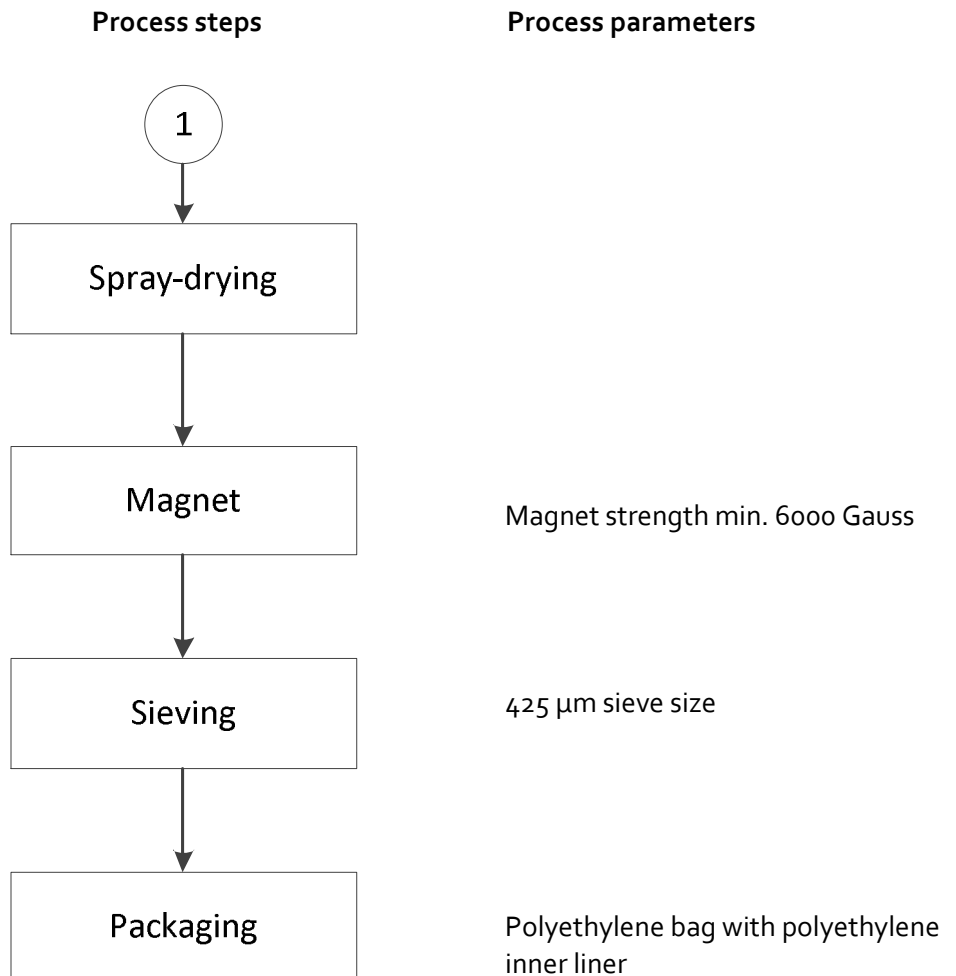 Process steps
Process parameters
1
Spray-drying
Magnet
Magnet strength min. 6000 Gauss
Sieving
425 µm sieve size
Packaging
Polyethylene bag with polyethylene
inner liner